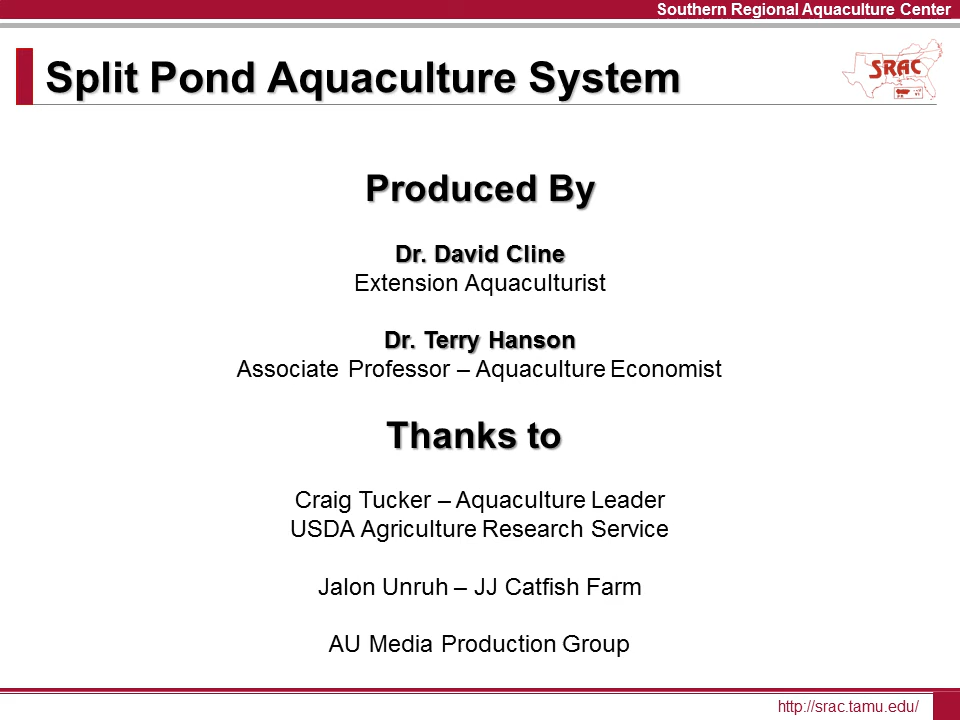 Southern Regional Aquaculture Center
Split Pond Aquaculture System
SRAC
Produced By
Dr. David Cline
Extension Aquaculturist
Dr. Terry Hanson
Associate Professor – Aquaculture Economist
Thanks to
Craig Tucker – Aquaculture Leader
USDA Agriculture Research Service
Jalon Unruh – JJ Catfish Farm
AU Media Production Group
http://srac.tamu.edu/